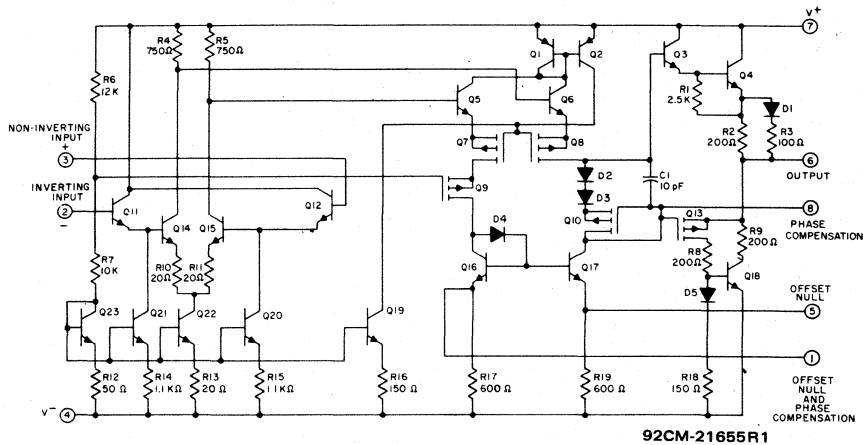 V+
7
R4
750Ω
R5
750Ω
Q1
Q2
Q3
Q4
R6
12K
R1
2.5K
D1
Q5
Q6
R2
200Ω
R3
100Ω
NON-INVERTING
INPUT
+
3
Q7
Q8
6
OUTPUT
INVERTING
INPUT
2
−
Q9
D2
D3
C1
10 pF
Q11
Q14
Q15
Q12
Q10
8
PHASE
COMPENSATION
D4
Q13
R9
200Ω
R7
10K
R10
20Ω
R11
20Ω
Q16
Q17
R8
200Ω
Q18
D5
5
OFFSET
NULL
Q23
Q21
Q22
Q20
Q19
1
OFFSET
NULL
AND
PHASE
COMPENSATION
R12
50 Ω
R14
1.1KΩ
R13
20 Ω
R15
1.1KΩ
R16
150 Ω
R17
600 Ω
R19
600 Ω
R18
150 Ω
V−
4
92CM-21655R1